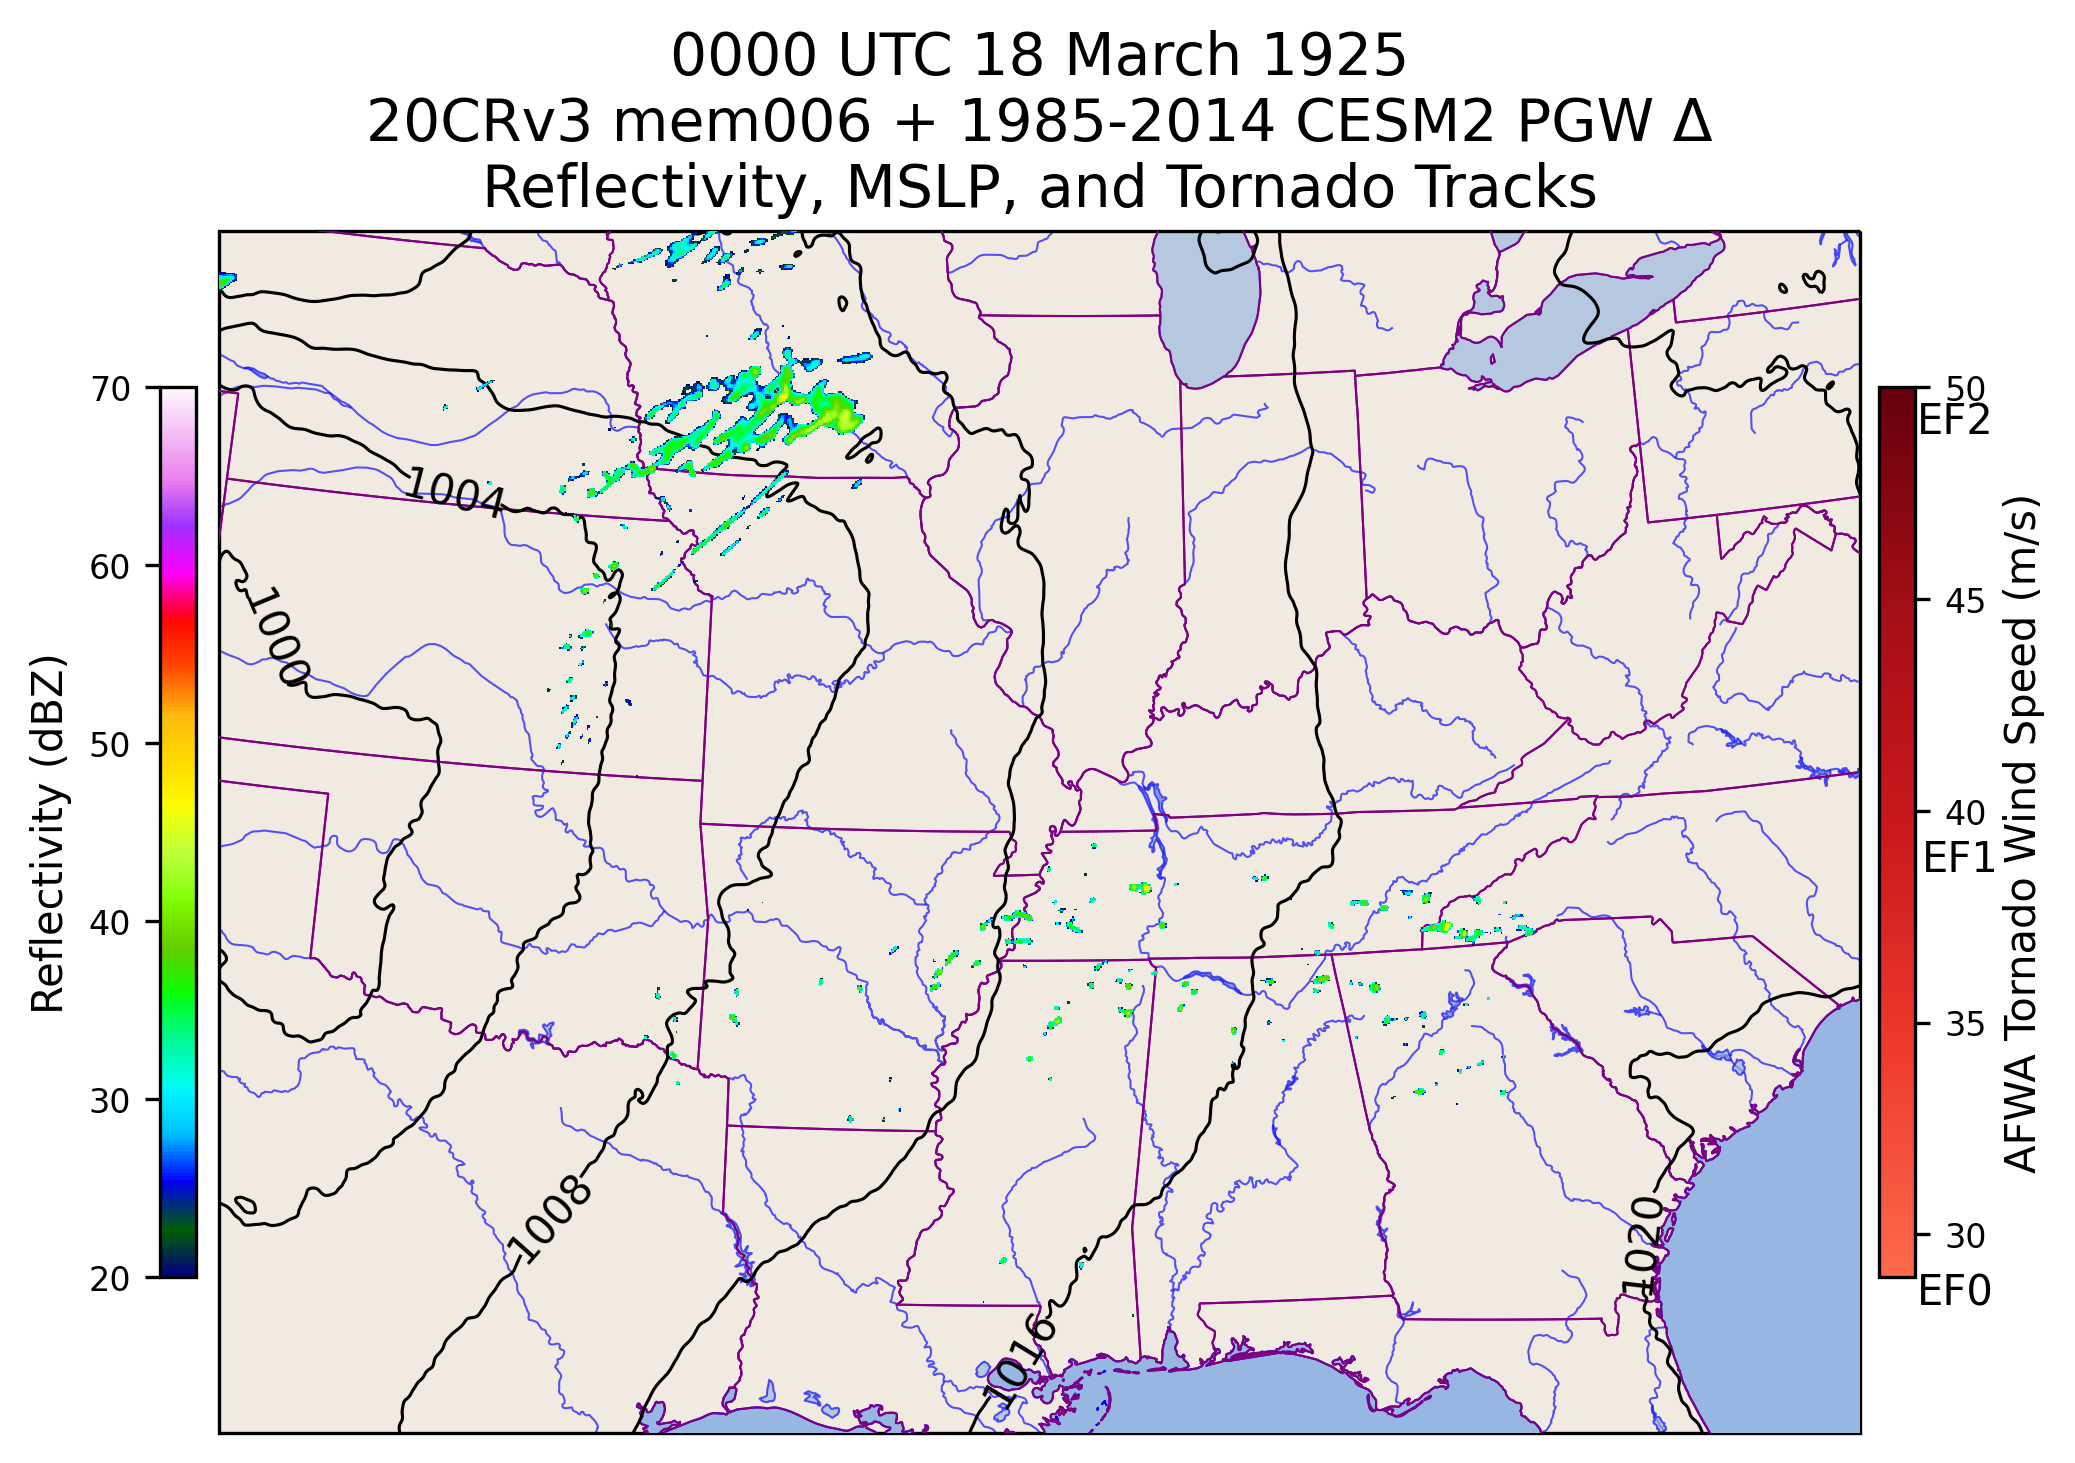 0000 UTC 18 March 1925
20CRv3 mem006 + 1985-2014 CESM2 PGW Δ
Reflectivity, MSLP, and Tornado Tracks
70
60
50
40
30
20
Reflectivity (dBZ)
1004
1000
1008
1016
1020
50
EF2
45
40
EF1
35
30
EF0
AFWA Tornado Wind Speed (m/s)